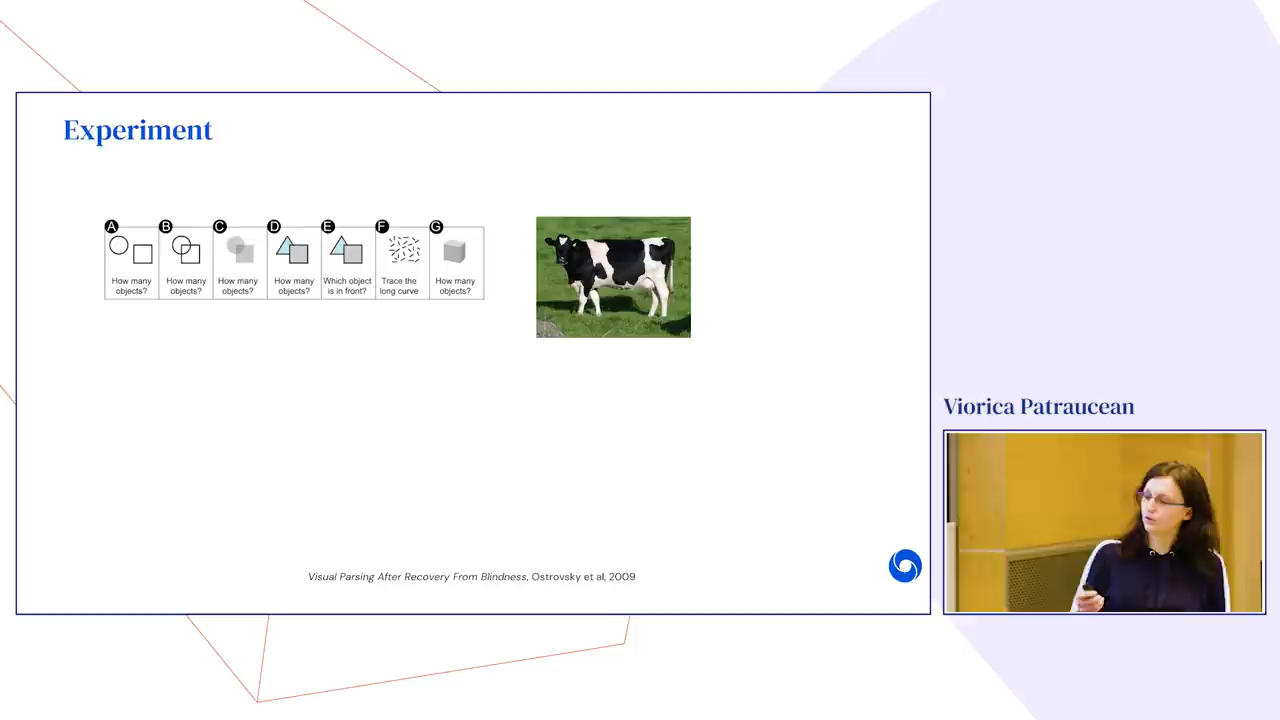 Experiment
A B C D E F G
How many objects?
How many objects?
How many objects?
How many objects?
Which object is in front?
Trace the long curve
How many objects?
Visual Parsing After Recovery From Blindness, Ostrovsky et al, 2009
Viorica Patraucean